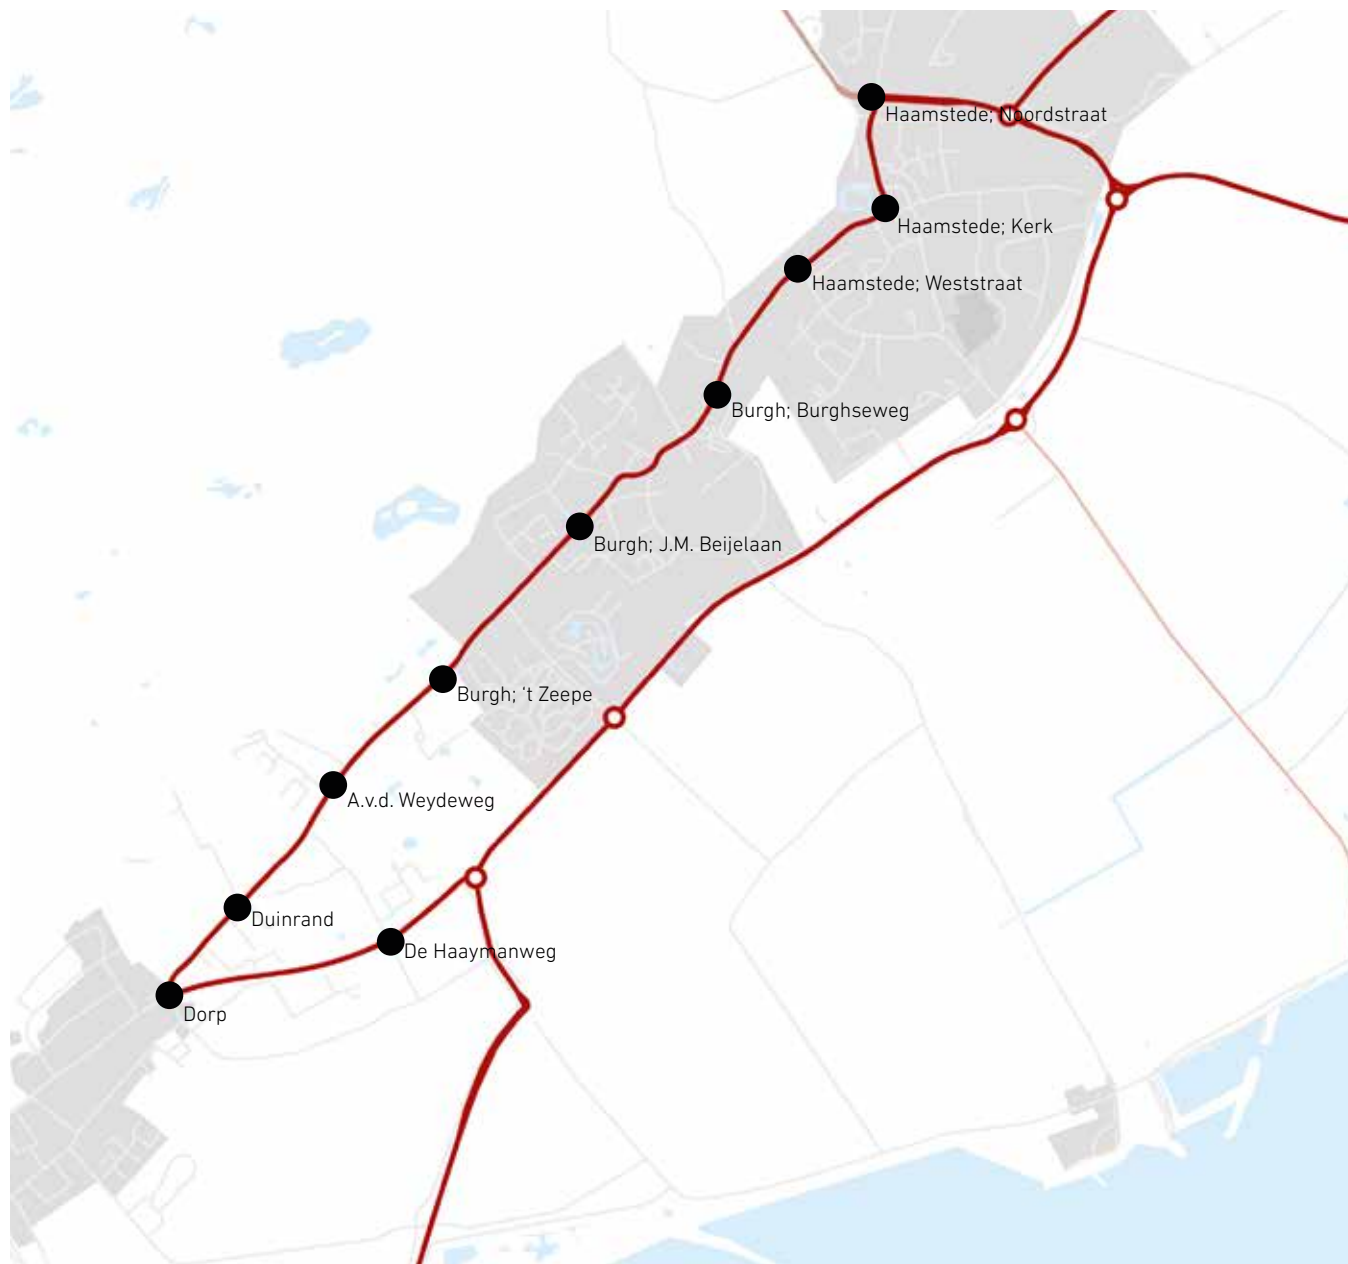 Haamstede; Noordstraat
Haamstede; Kerk
Haamstede; Weststraat
Burgh; Burghseweg
Burgh; J.M. Beijelaan
Burgh; ‘t Zeepe
A.v.d. Weydeweg
Duinrand
De Haaymanweg
Dorp